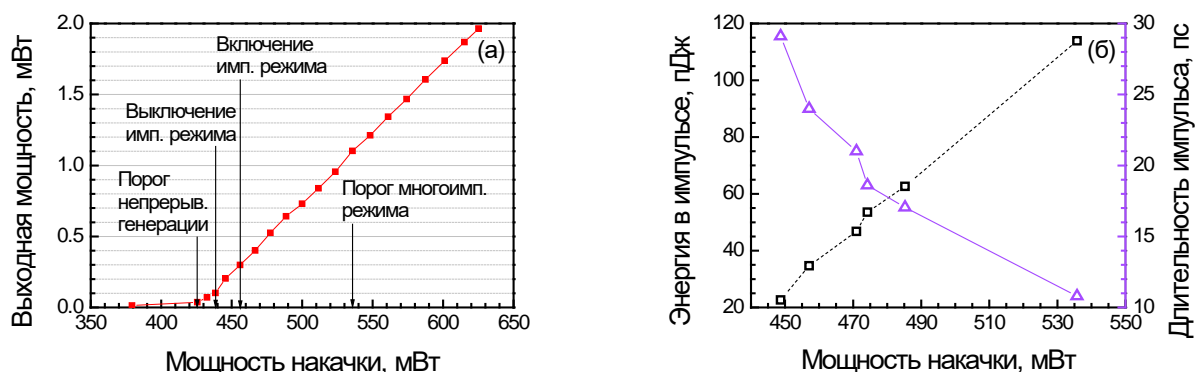 Выходная мощность, мВт
2.0
1.5
1.0
0.5
0.0
350 400 450 500 550 600 650
Мощность накачки, мВт
(а)
Включение
имп. режима
Выключение
имп. режима
Порог
непрерыв.
генерации
Порог многоимп.
режима
Энергия в импульсе, пДж
120
100
80
60
40
20
450 470 490 510 530 550
Мощность накачки, мВт
(б)
30
25
20
15
10
Длительность импульса, пс